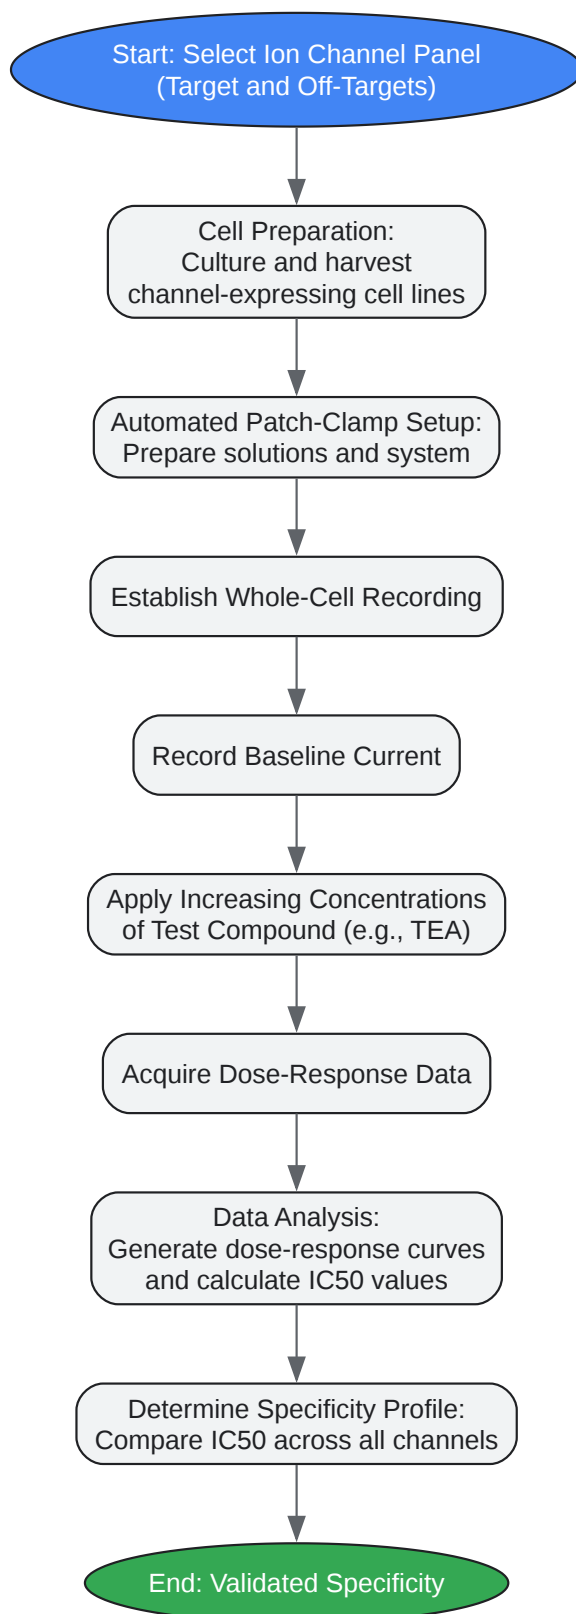 Start: Select Ion Channel Panel
(Target and Off-Targets)
Cell Preparation:
Culture and harvest
channel-expressing cell lines
Automated Patch-Clamp Setup:
Prepare solutions and system
Establish Whole-Cell Recording
Record Baseline Current
Apply Increasing Concentrations
of Test Compound (e.g., TEA)
Acquire Dose-Response Data
Data Analysis:
Generate dose-response curves
and calculate IC50 values
Determine Specificity Profile:
Compare IC50 across all channels
End: Validated Specificity